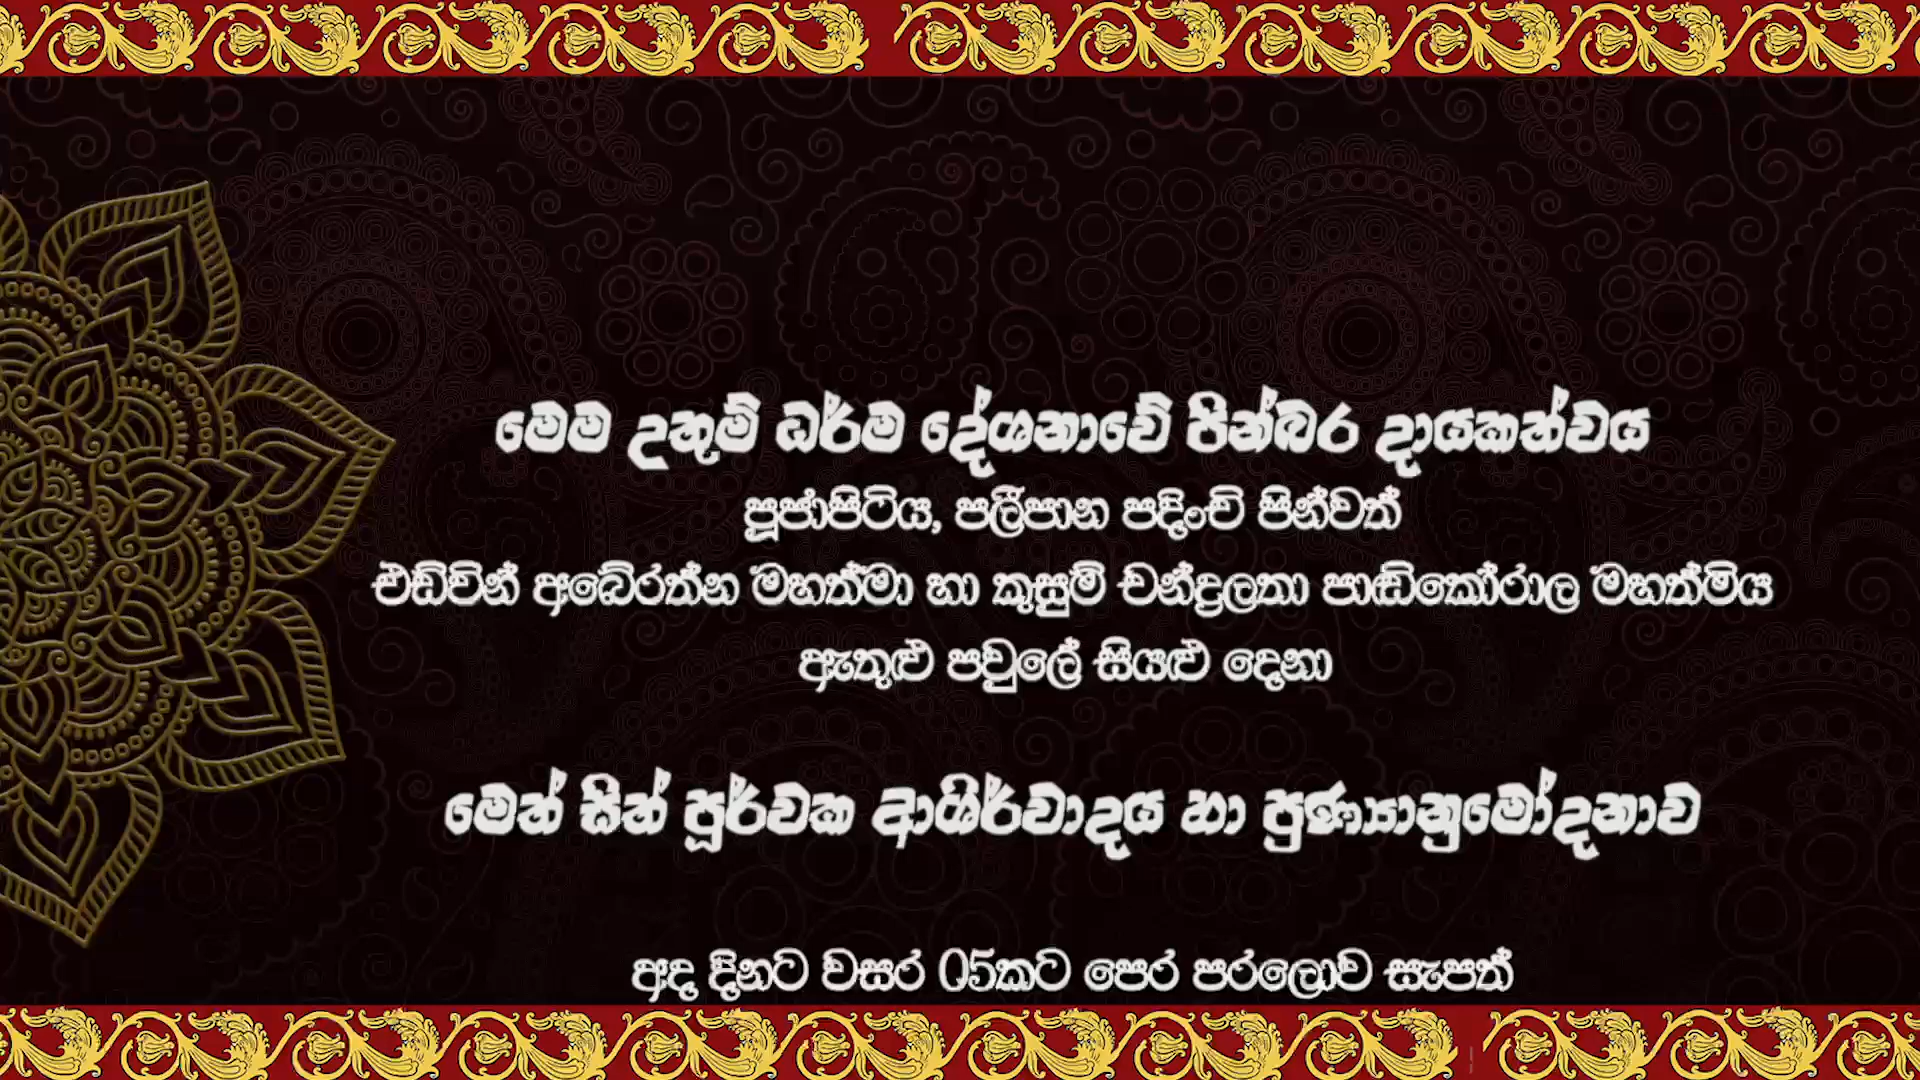 මෙම උතුම් ධර්ම දේශනාවේ පින්බර දායකත්වය
පූජාපිටිය, පලීපාන පදිංචි පින්වත්
එඩ්වින් අබේරත්න මහත්මා හා කුසුම් චන්ද්‍රලතා පාඬිකෝරාල මහත්මිය
ඇතුළු පවුලේ සියළු දෙනා
මෙත් සිත් පූර්වක ආශිර්වාදය හා පුණ්‍යානුමෝදනාව
අද දිනට වසර 05කට පෙර පරලොව සැපත්